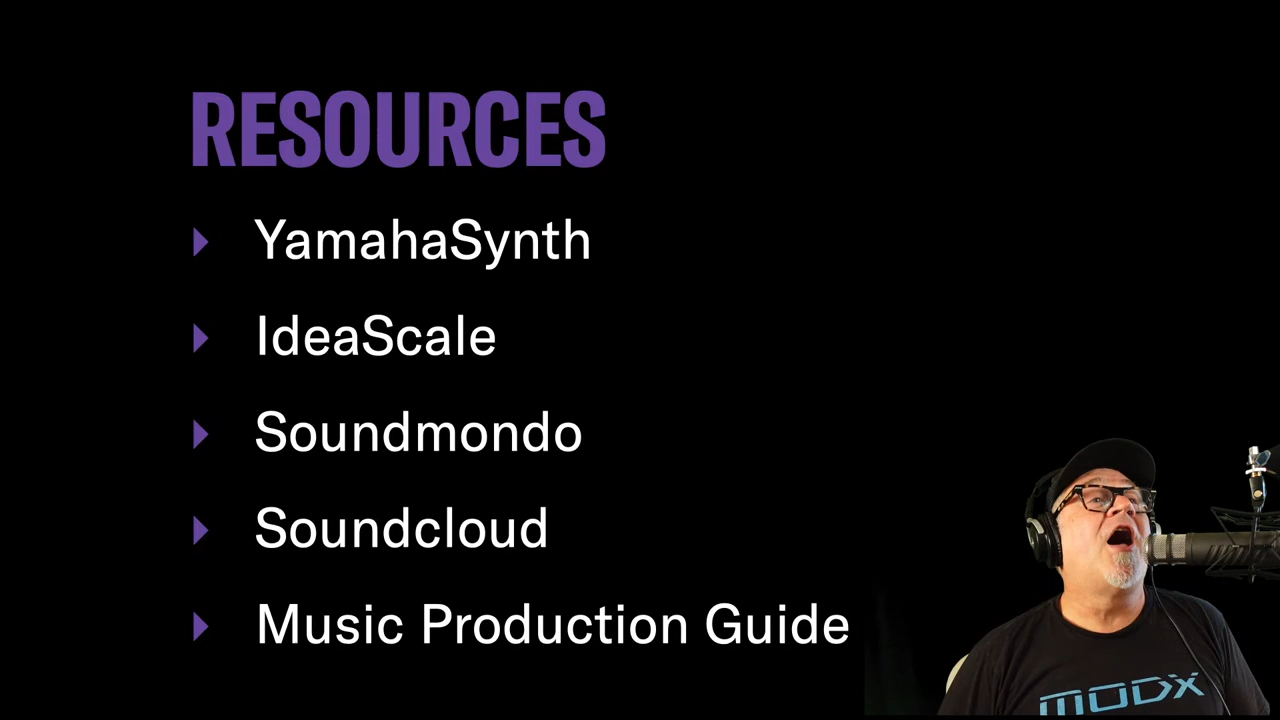 RESOURCES
YamahaSynth
IdeaScale
Soundmondo
Soundcloud
Music Production Guide
MODX